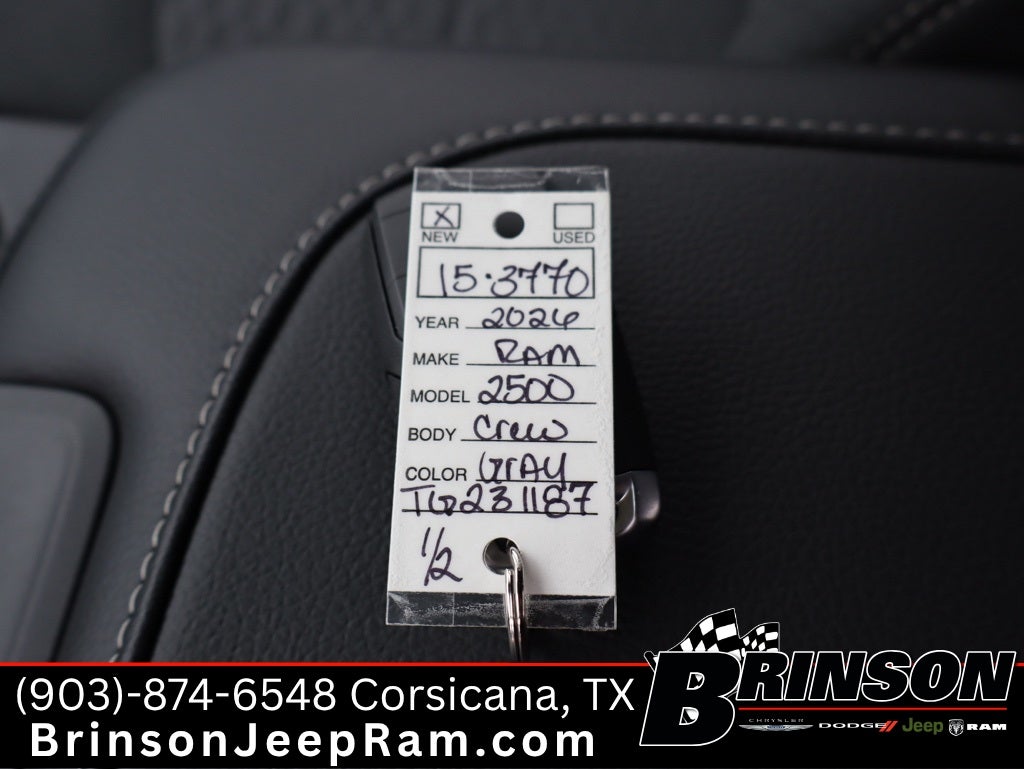 X
NEW USED
15.3770
YEAR 2026
MAKE RAM
MODEL 2500
BODY Crew
COLOR GRAY
TG231187
1/2
(903)-874-6548 Corsicana, TX
BrinsonJeepRam.com
BRINSON
CHRYSLER DODGE// Jeep RAM